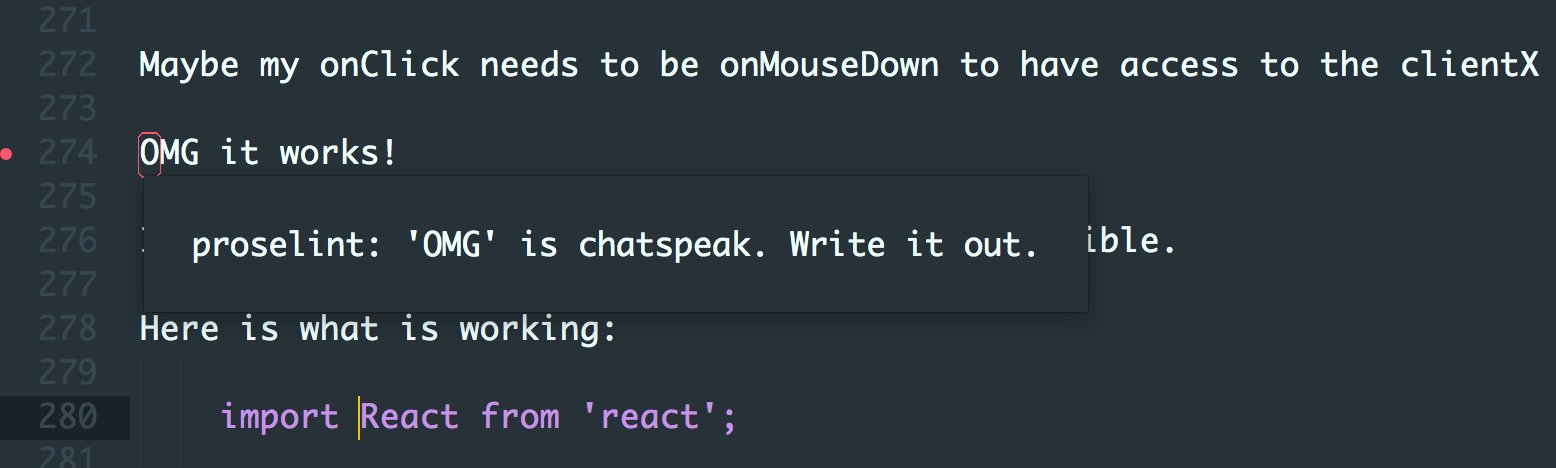 271
272 Maybe my onClick needs to be onMouseDown to have access to the clientX
273
274 OMG it works!
275
proselint: 'OMG' is chatspeak. Write it out.
276 ible.
277
278 Here is what is working:
279
280 import React from 'react';
281